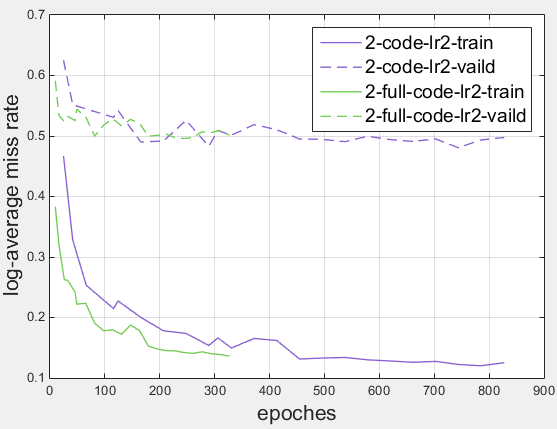 0.7
0.6
0.5
0.4
0.3
0.2
0.1
log-average miss rate
2-code-lr2-train
2-code-lr2-vaild
2-full-code-lr2-train
2-full-code-lr2-vaild
0 100 200 300 400 500 600 700 800 900
epoches